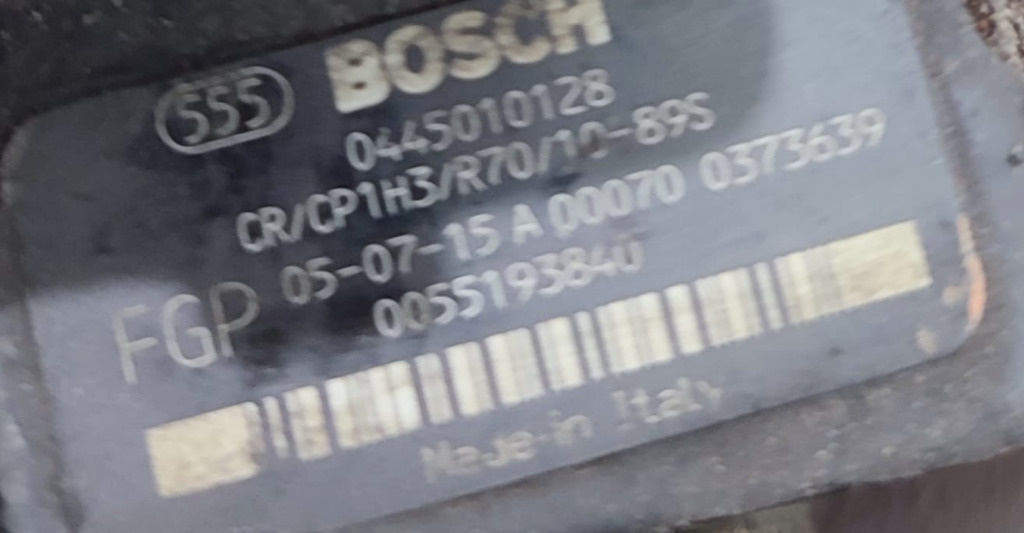 555 BOSCH
0445010128
CR/CP1H3/R70/10-89S
05-07-15 A 00070 0373639
FGP 0055193840
Made in Italy